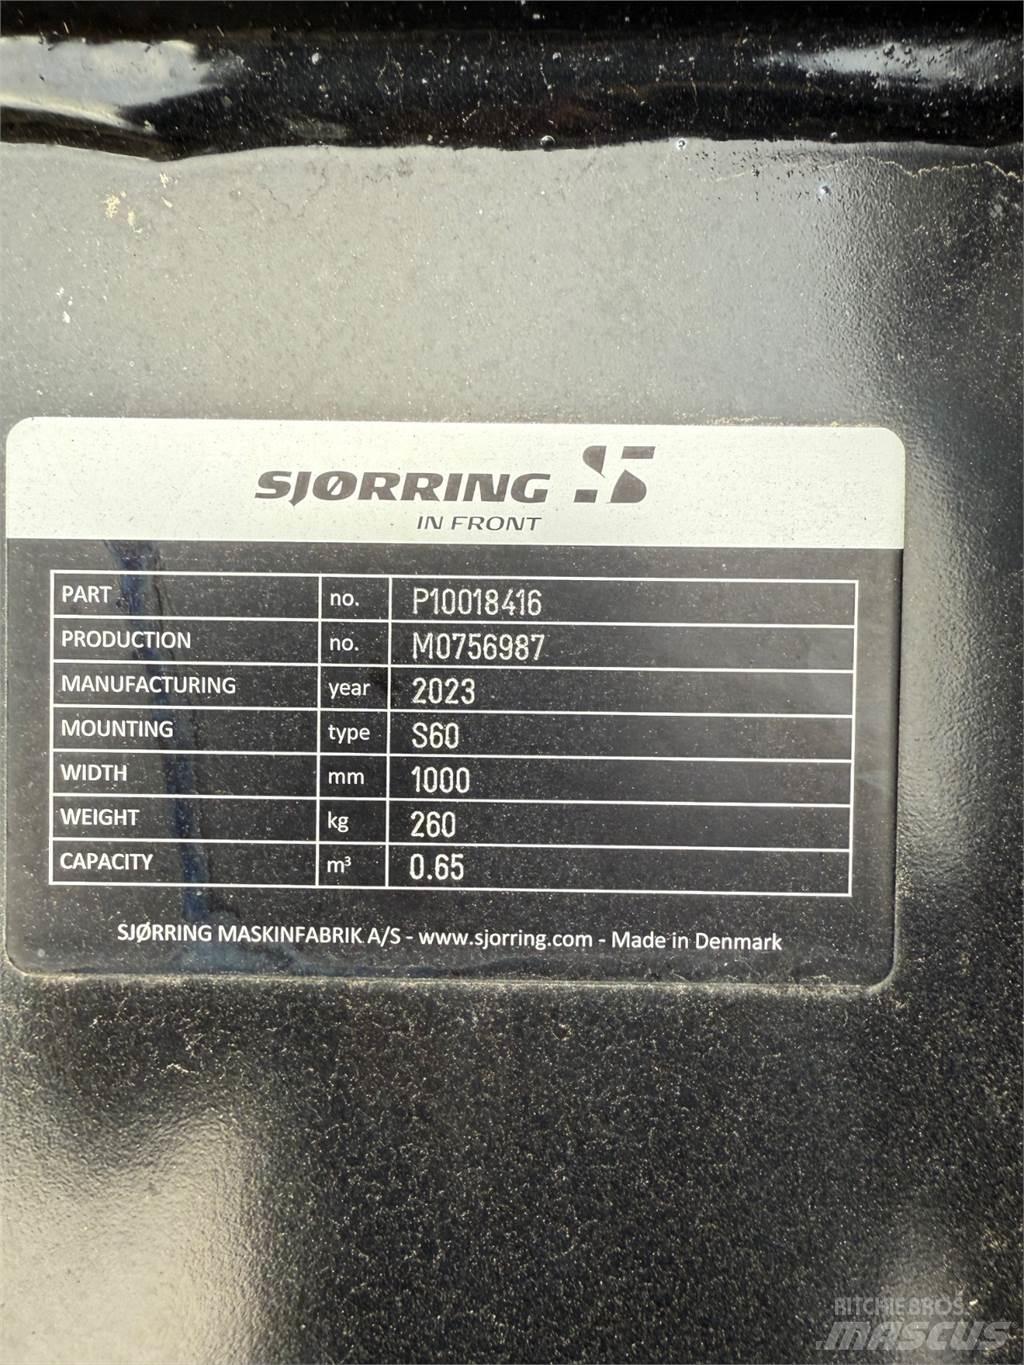 SJØRRING
IN FRONT
PART no. P10018416
PRODUCTION no. M0756987
MANUFACTURING year 2023
MOUNTING type S60
WIDTH mm 1000
WEIGHT kg 260
CAPACITY m³ 0.65
SJØRRING MASKINFABRIK A/S - www.sjorring.com - Made in Denmark
RITCHIE BROS.
MASCUS